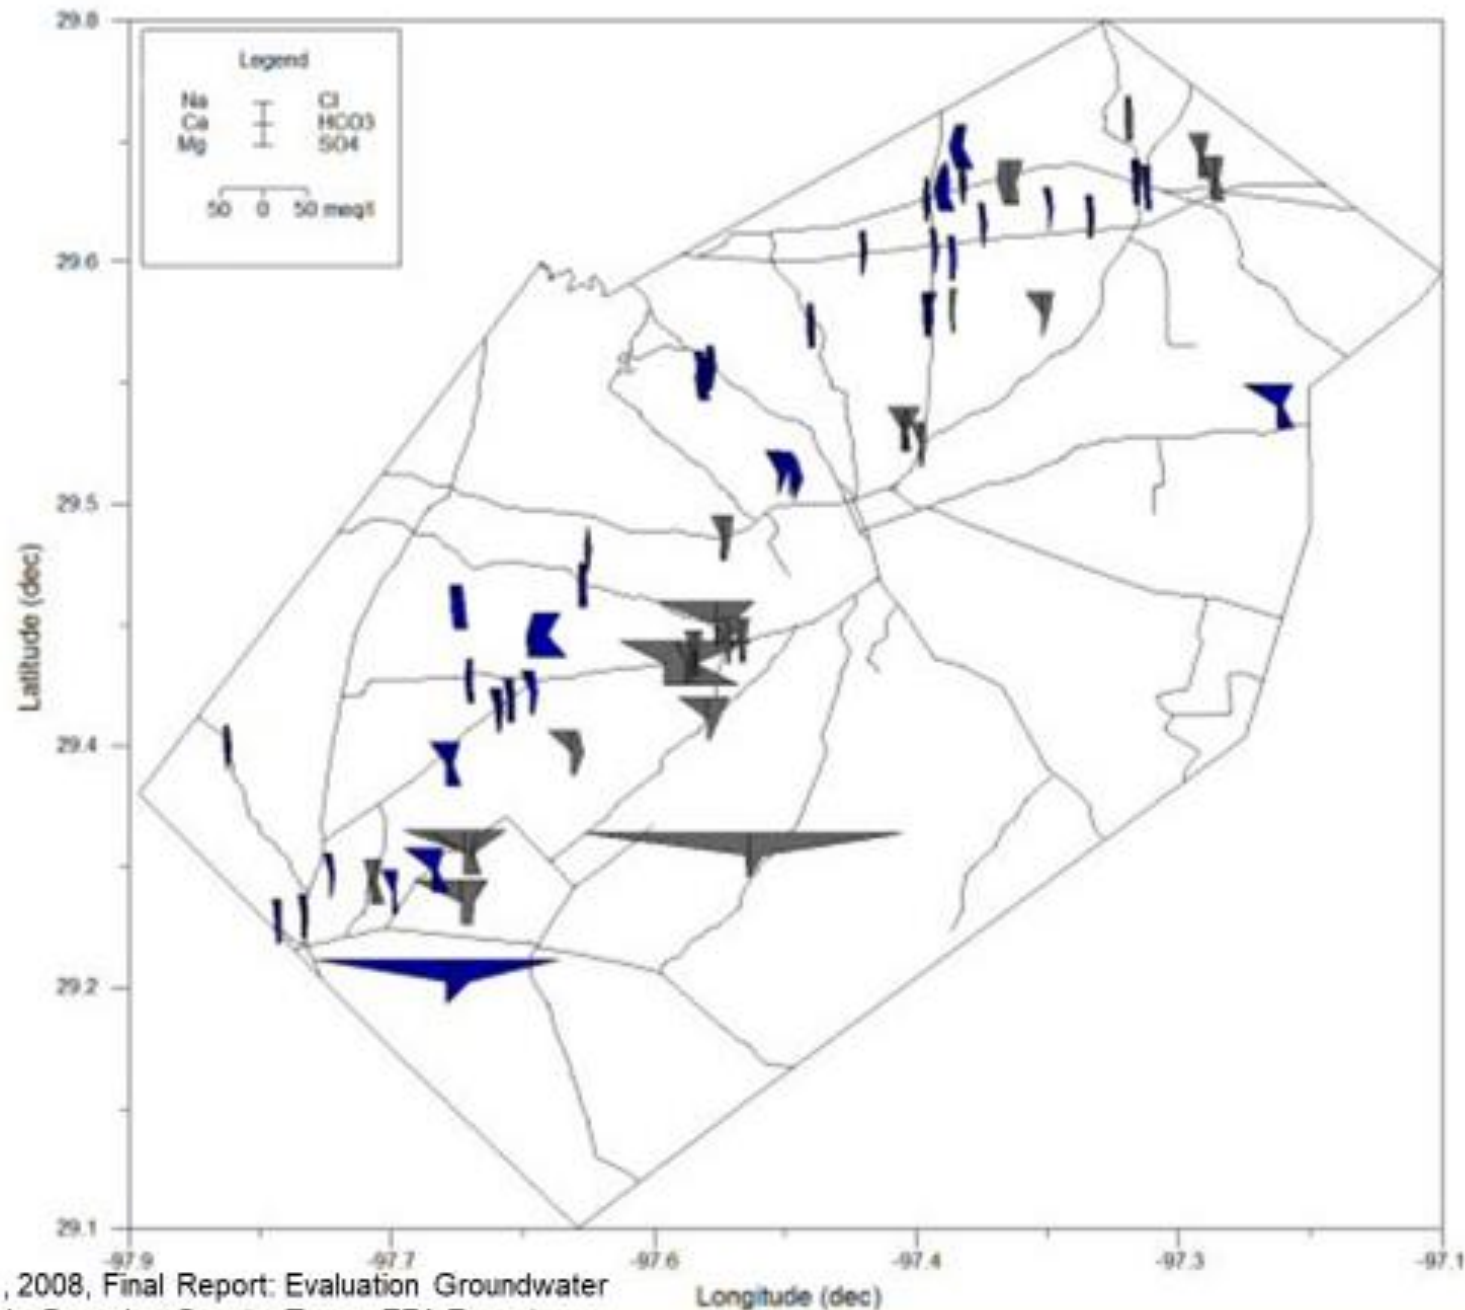 Legend
Na Cl
Ca HCO3
Mg SO4
50 0 50 meq/l
29.8
29.6
29.5
29.4
29.2
29.1
Latitude (dec)
-97.9 -97.7 -97.6 -97.4 -97.3 -97.1
Longitude (dec)
, 2008, Final Report: Evaluation Groundwater